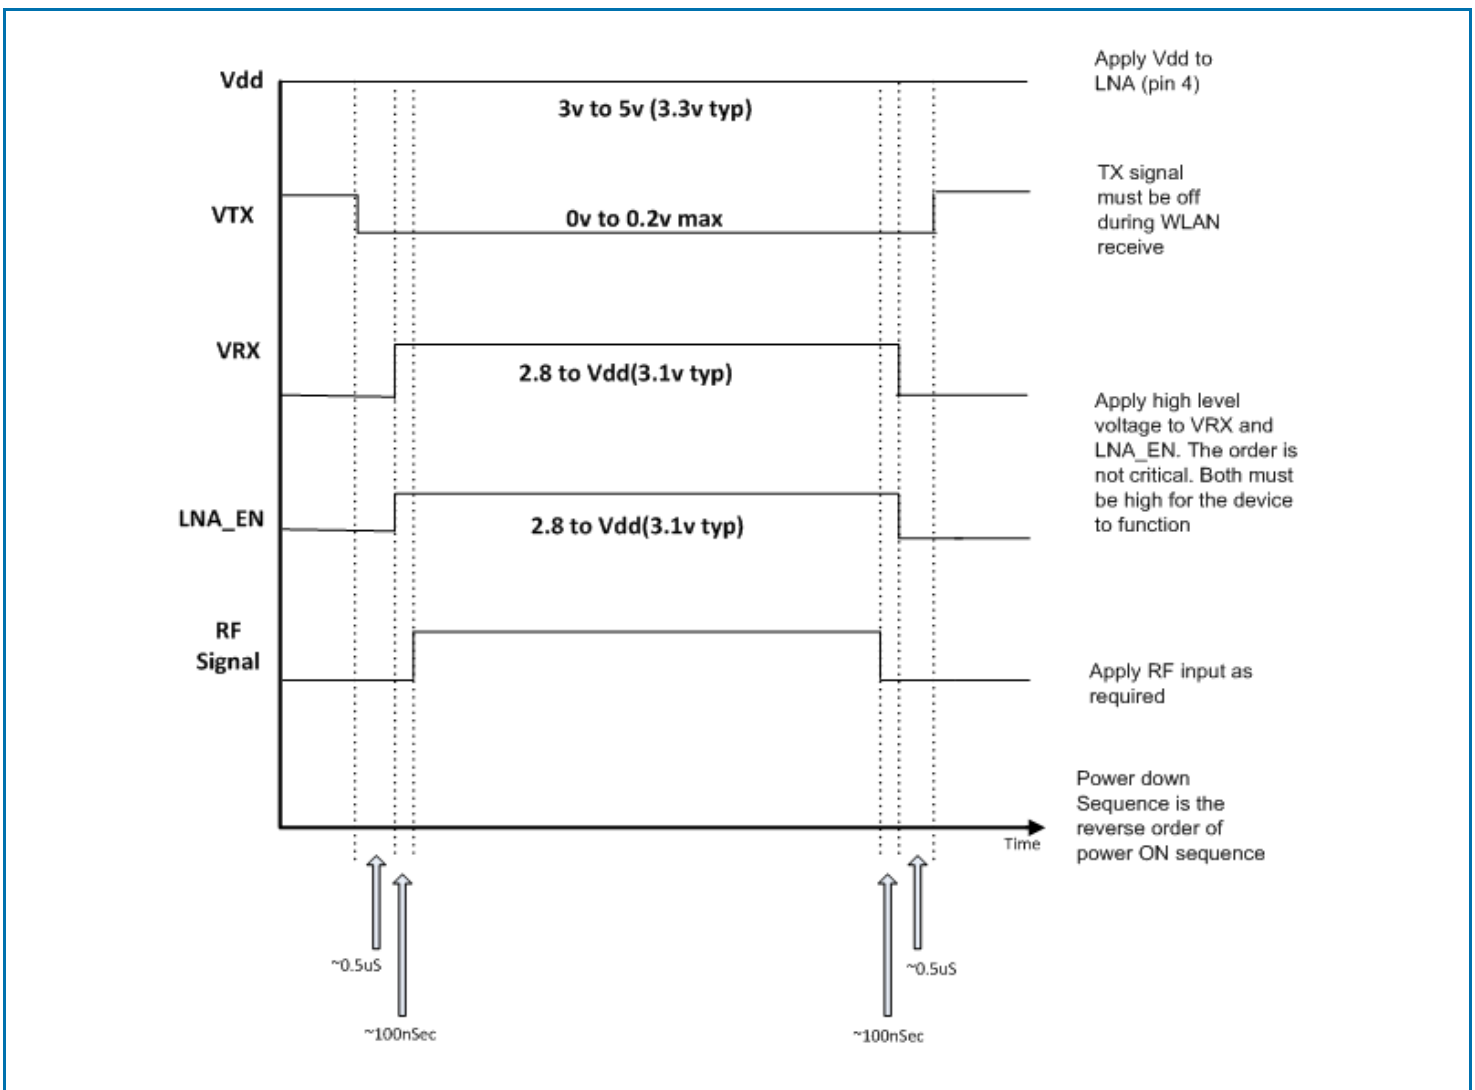 Vdd
3v to 5v (3.3v typ)
Apply Vdd to
LNA (pin 4)
VTX
0v to 0.2v max
TX signal
must be off
during WLAN
receive
VRX
2.8 to Vdd(3.1v typ)
Apply high level
voltage to VRX and
LNA_EN. The order is
not critical. Both must
be high for the device
to function
LNA_EN
2.8 to Vdd(3.1v typ)
RF
Signal
Apply RF input as
required
Power down
Sequence is the
reverse order of
power ON sequence
Time
~0.5uS
~0.5uS
~100nSec
~100nSec